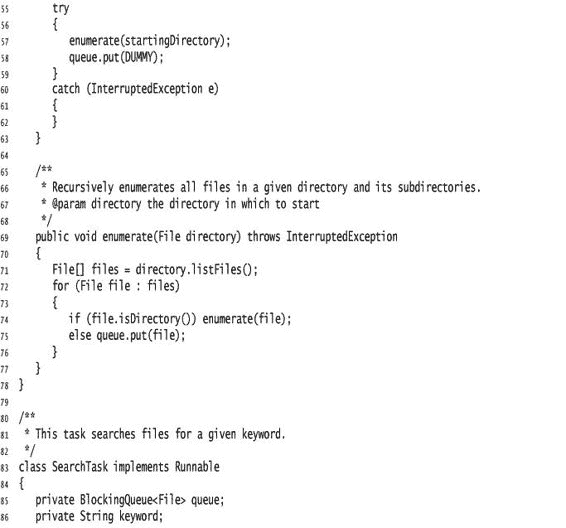 55 try
56 {
57 enumerate(startingDirectory);
58 queue.put(DUMMY);
59 }
60 catch (InterruptedException e)
61 {
62 }
63 }
64
65 /**
66 * Recursively enumerates all files in a given directory and its subdirectories.
67 * @param directory the directory in which to start
68 */
69 public void enumerate(File directory) throws InterruptedException
70 {
71 File[] files = directory.listFiles();
72 for (File file : files)
73 {
74 if (file.isDirectory()) enumerate(file);
75 else queue.put(file);
76 }
77 }
78 }
79
80 /**
81 * This task searches files for a given keyword.
82 */
83 class SearchTask implements Runnable
84 {
85 private BlockingQueue<File> queue;
86 private String keyword;